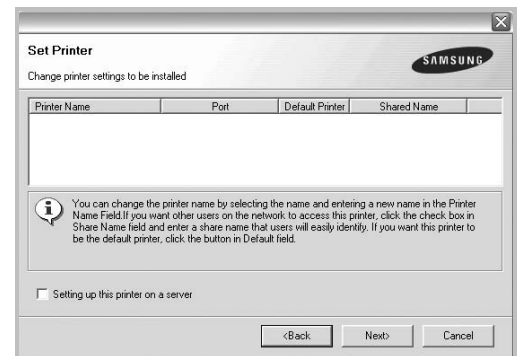 Set Printer
Change printer settings to be installed
SAMSUNG
Printer Name Port Default Printer Shared Name
You can change the printer name by selecting the name and entering a new name in the Printer
Name Field.If you want other users on the network to access this printer, click the check box in
Share Name field and enter a share name that users will easily identify. If you want this printer to
be the default printer, click the button in Default field.
Setting up this printer on a server
<Back Next> Cancel